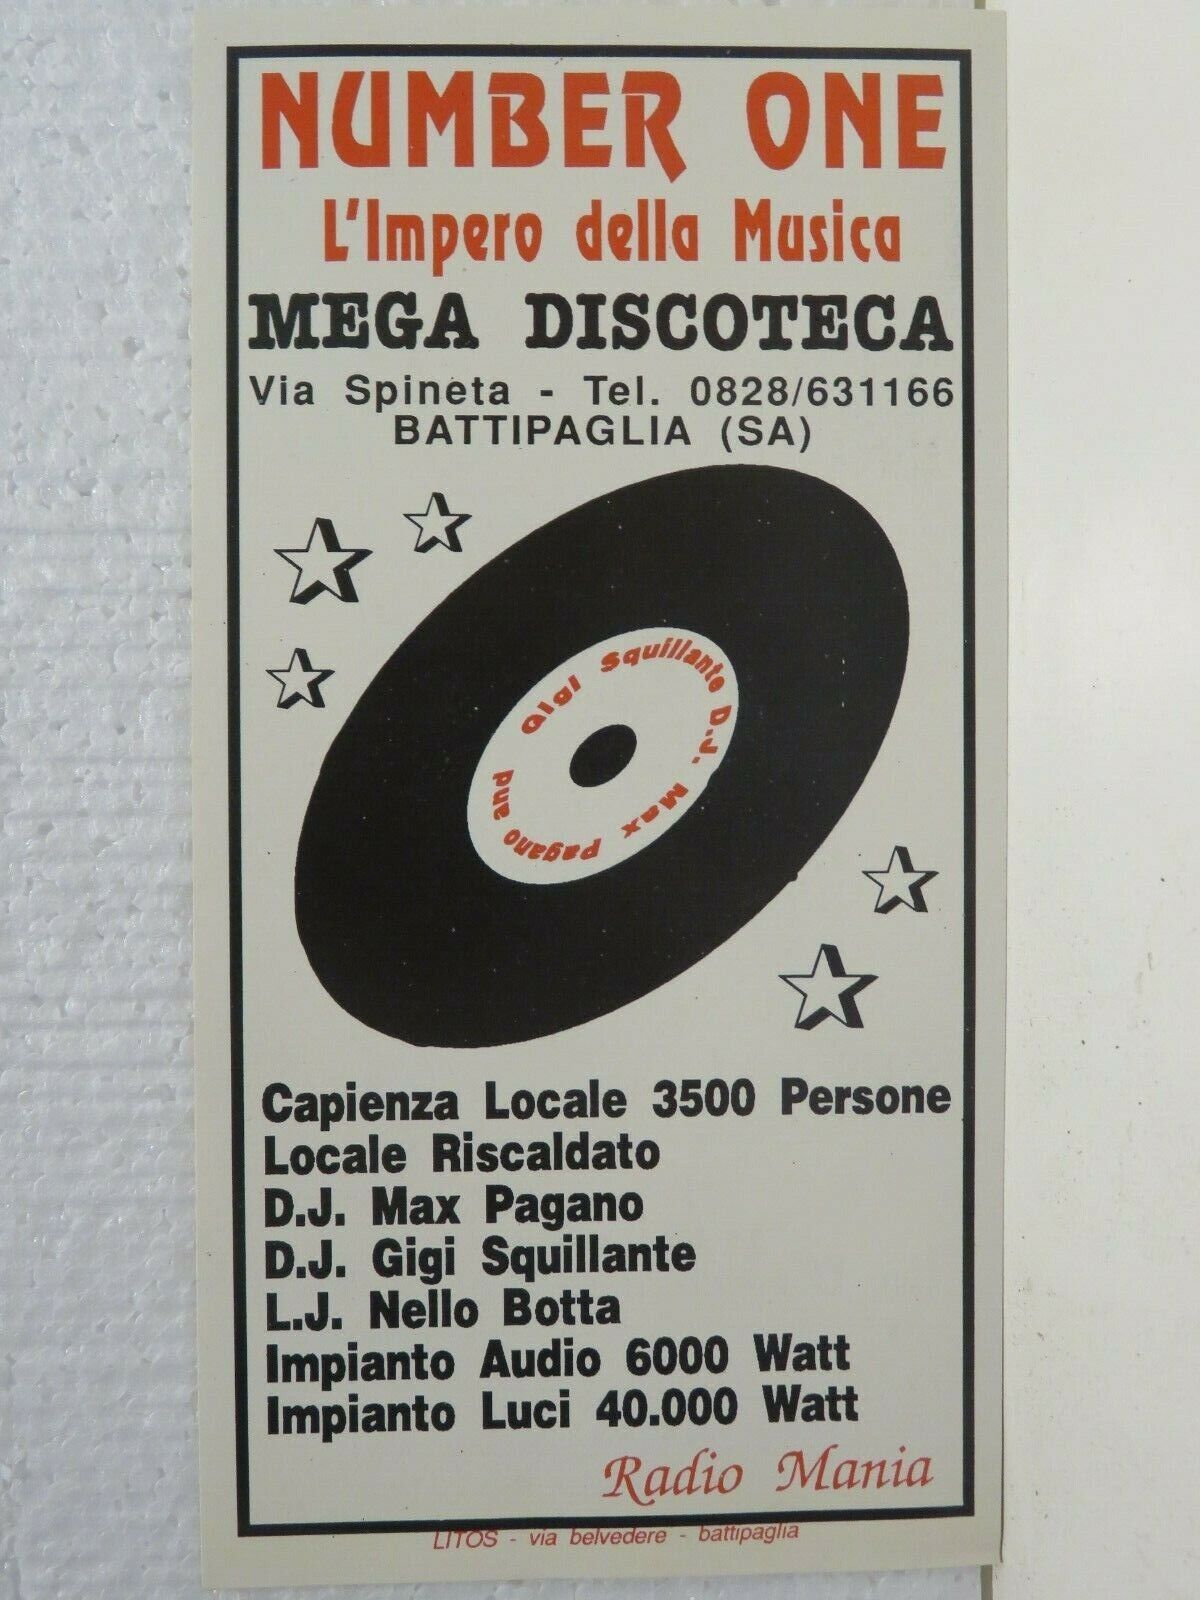 NUMBER ONE
L'Impero della Musica
MEGA DISCOTECA
Via Spineta - Tel. 0828/631166
BATTIPAGLIA (SA)
Gigi Squillante D.J. Max Pagano and
Capienza Locale 3500 Persone
Locale Riscaldato
D.J. Max Pagano
D.J. Gigi Squillante
L.J. Nello Botta
Impianto Audio 6000 Watt
Impianto Luci 40.000 Watt
Radio Mania
LITOS - via belvedere - battipaglia